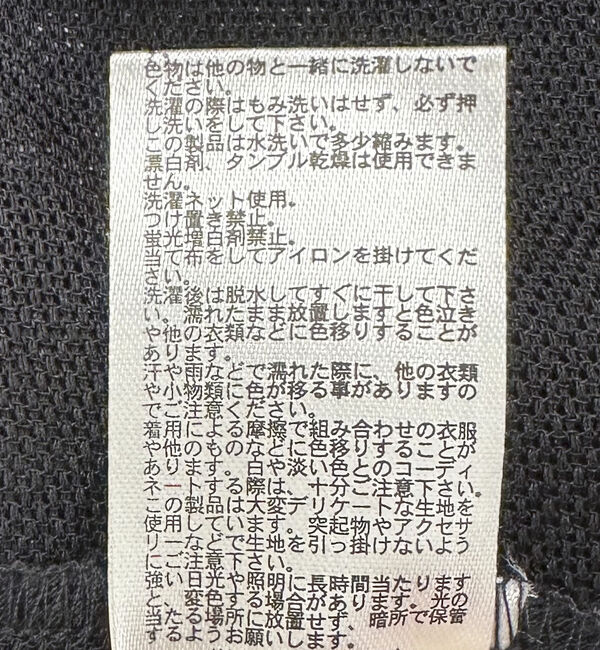 色物は他の物と一緒に洗濯しないで
ください。
洗濯の際はもみ洗いはせず、必ず押
し洗いをして下さい。
この製品は水洗いで多少縮みます。
漂白剤、タンブル乾燥は使用できま
せん。
洗濯ネット使用。
つけ置き禁止。
蛍光増白剤禁止。
当て布をしてアイロンを掛けてくだ
さい。
洗濯後は脱水してすぐに干して下さ
い。濡れたまま放置しますと色泣き
や他の衣類などに色移りすることが
あります。
汗や雨などで濡れた際に、他の衣類
や小物類に色が移る事がありますの
でご注意ください。
着用による摩擦で組み合わせの衣服
や他のものなどに色移りすることが
あります。白や淡い色とのコーディ
ネートする際は、十分ご注意下さい。
この製品は大変デリケートな生地を
使用しています。突起物やアクセサ
リーなどで生地を引っ掛けないよう
にご注意下さい。
強い日光や照明に長時間当たります
と、変色する場合があります。光の
当たる場所に放置せず、暗所で保管
するようお願いします。